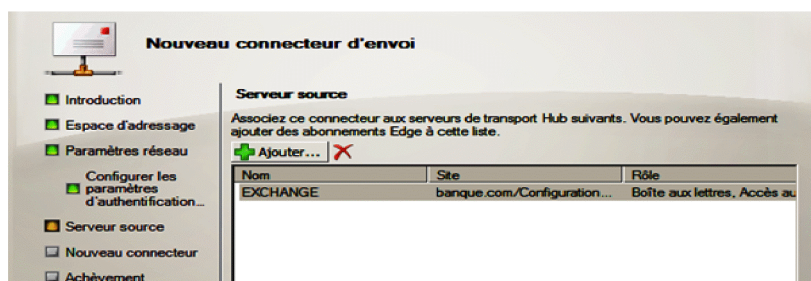 Nouveau connecteur d'envoi
Introduction
Espace d'adressage
Paramètres réseau
Configurer les
paramètres
d'authentification...
Serveur source
Nouveau connecteur
Achèvement
Serveur source
Associez ce connecteur aux serveurs de transport Hub suivants. Vous pouvez également
ajouter des abonnements Edge à cette liste.
Ajouter...
Nom Site Rôle
EXCHANGE banque.com/Configuration... Boîte aux lettres, Accès au